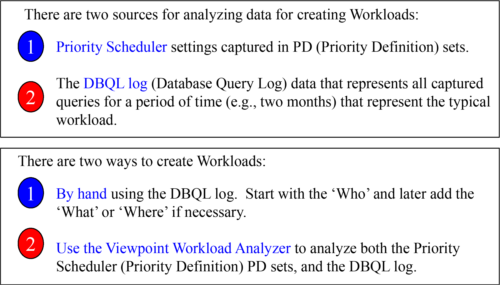 There are two sources for analyzing data for creating Workloads:
1 Priority Scheduler settings captured in PD (Priority Definition) sets.
The DBQL log (Database Query Log) data that represents all captured
2 queries for a period of time (e.g., two months) that represent the typical
workload.
There are two ways to create Workloads:
1 By hand using the DBQL log. Start with the ‘Who’ and later add the
‘What’ or ‘Where’ if necessary.
2 Use the Viewpoint Workload Analyzer to analyze both the Priority
Scheduler (Priority Definition) PD sets, and the DBQL log.